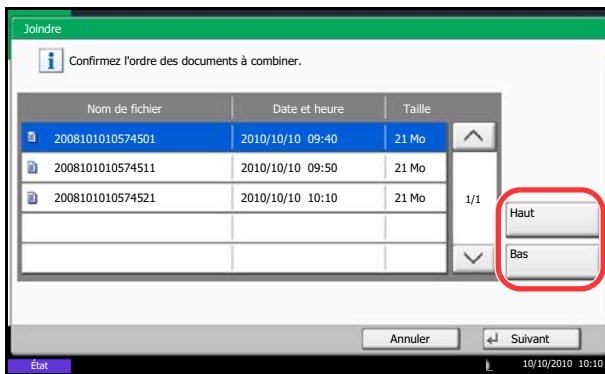 Joindre
Confirmez l'ordre des documents à combiner.
Nom de fichier Date et heure Taille
2008101010574501 2010/10/10 09:40 21 Mo
2008101010574511 2010/10/10 09:50 21 Mo
2008101010574521 2010/10/10 10:10 21 Mo
1/1
Haut
Bas
Annuler Suivant
État 10/10/2010 10:10